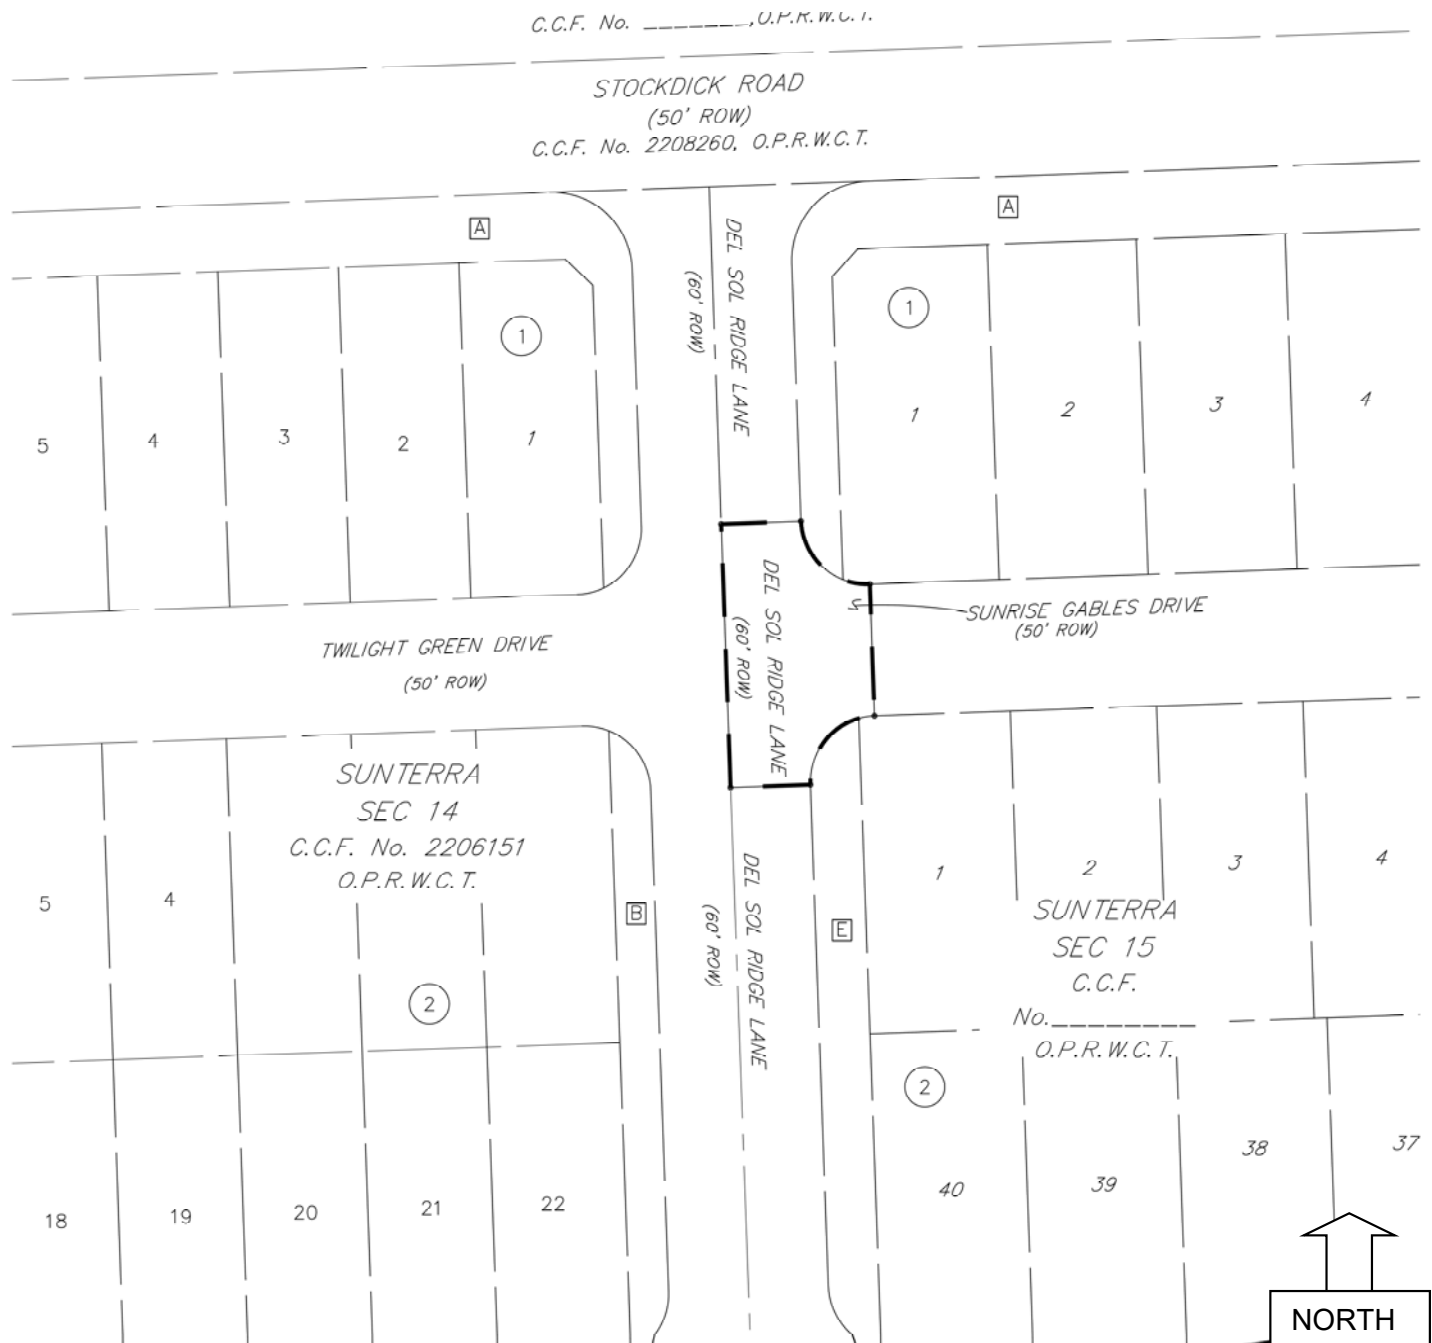 C.C.F. No. _______, O.P.R.W.C.T.
STOCKDICK ROAD
(50' ROW)
C.C.F. No. 2208260, O.P.R.W.C.T.
A
A
DEL SOL RIDGE LANE
(60' ROW)
1
1
5
4
3
2
1
1
2
3
4
DEL SOL RIDGE LANE
(60' ROW)
SUNRISE GABLES DRIVE
(50' ROW)
TWILIGHT GREEN DRIVE
(50' ROW)
SUNTERRA
SEC 14
C.C.F. No. 2206151
O.P.R.W.C.T.
5
4
B
2
DEL SOL RIDGE LANE
(60' ROW)
E
1
2
3
4
SUNTERRA
SEC 15
C.C.F.
No.________
O.P.R.W.C.T.
2
18
19
20
21
22
40
39
38
37
NORTH